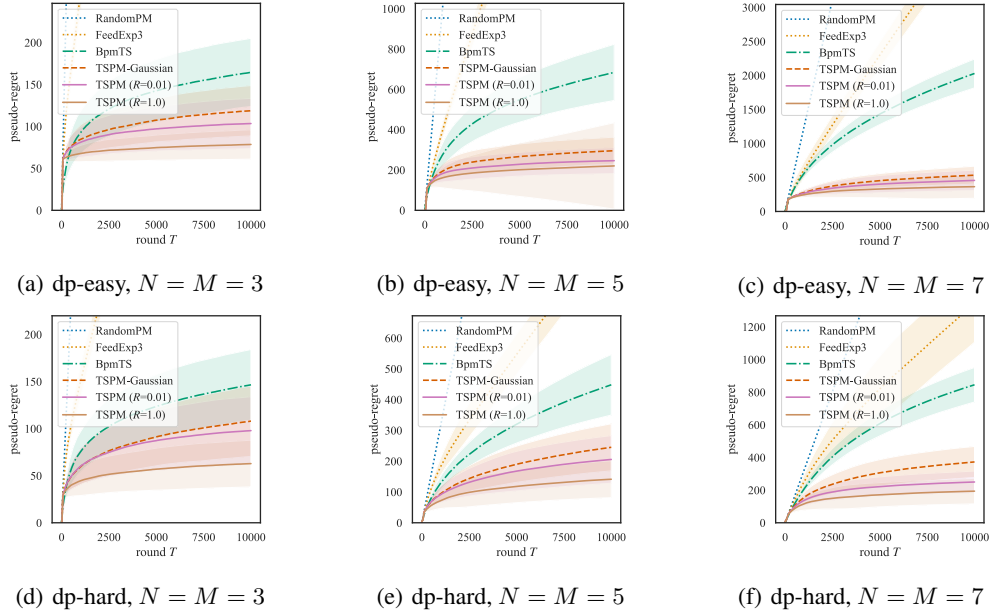 RandomPM
FeedExp3
BpmTS
TSPM-Gaussian
TSPM (R=0.01)
TSPM (R=1.0)
pseudo-regret
200
150
100
50
0
0 2500 5000 7500 10000
round T
(a) dp-easy, N = M = 3
RandomPM
FeedExp3
BpmTS
TSPM-Gaussian
TSPM (R=0.01)
TSPM (R=1.0)
pseudo-regret
1000
800
600
400
200
0
0 2500 5000 7500 10000
round T
(b) dp-easy, N = M = 5
RandomPM
FeedExp3
BpmTS
TSPM-Gaussian
TSPM (R=0.01)
TSPM (R=1.0)
pseudo-regret
3000
2500
2000
1500
1000
500
0
0 2500 5000 7500 10000
round T
(c) dp-easy, N = M = 7
RandomPM
FeedExp3
BpmTS
TSPM-Gaussian
TSPM (R=0.01)
TSPM (R=1.0)
pseudo-regret
200
150
100
50
0
0 2500 5000 7500 10000
round T
(d) dp-hard, N = M = 3
RandomPM
FeedExp3
BpmTS
TSPM-Gaussian
TSPM (R=0.01)
TSPM (R=1.0)
pseudo-regret
600
500
400
300
200
100
0
0 2500 5000 7500 10000
round T
(e) dp-hard, N = M = 5
RandomPM
FeedExp3
BpmTS
TSPM-Gaussian
TSPM (R=0.01)
TSPM (R=1.0)
pseudo-regret
1200
1000
800
600
400
200
0
0 2500 5000 7500 10000
round T
(f) dp-hard, N = M = 7